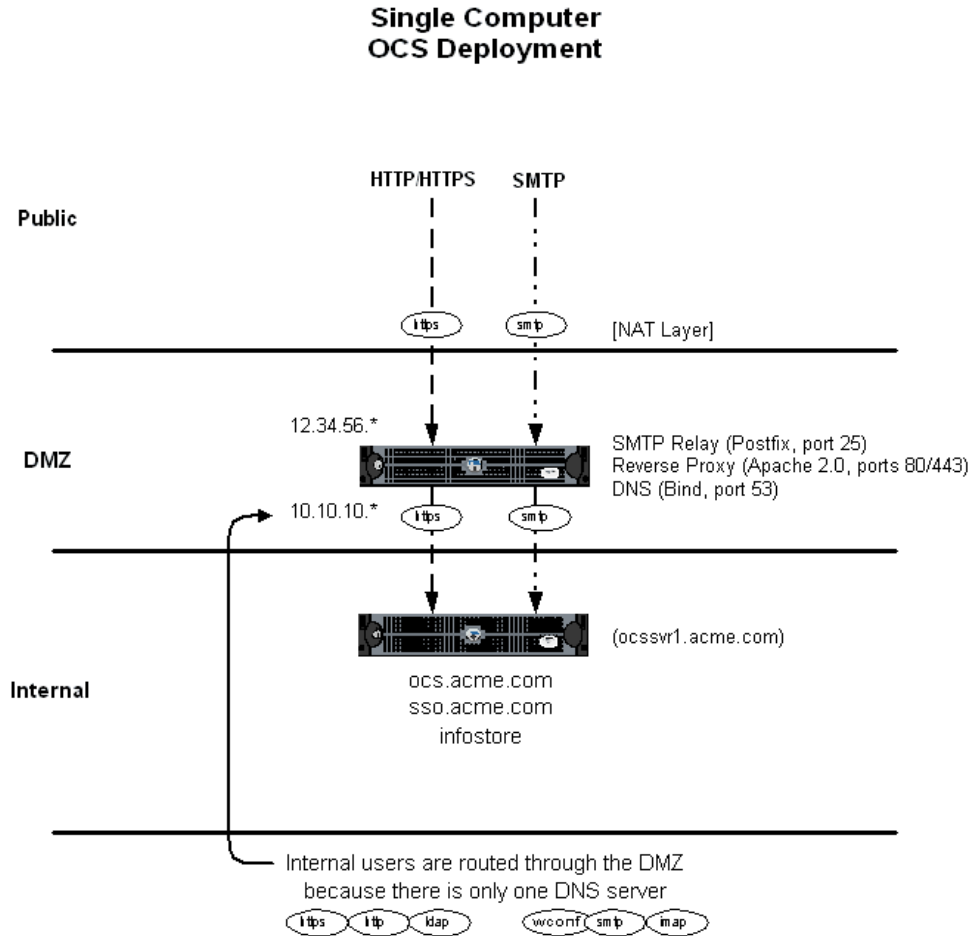 Single Computer
OCS Deployment
HTTP/HTTPS
SMTP
Public
https
smtp
[NAT Layer]
12.34.56.*
DMZ
SMTP Relay (Postfix, port 25)
Reverse Proxy (Apache 2.0, ports 80/443)
DNS (Bind, port 53)
10.10.10.*
https
smtp
(ocssvr1.acme.com)
Internal
ocs.acme.com
sso.acme.com
infostore
Internal users are routed through the DMZ
because there is only one DNS server
https
http
ldap
wconf
smtp
imap